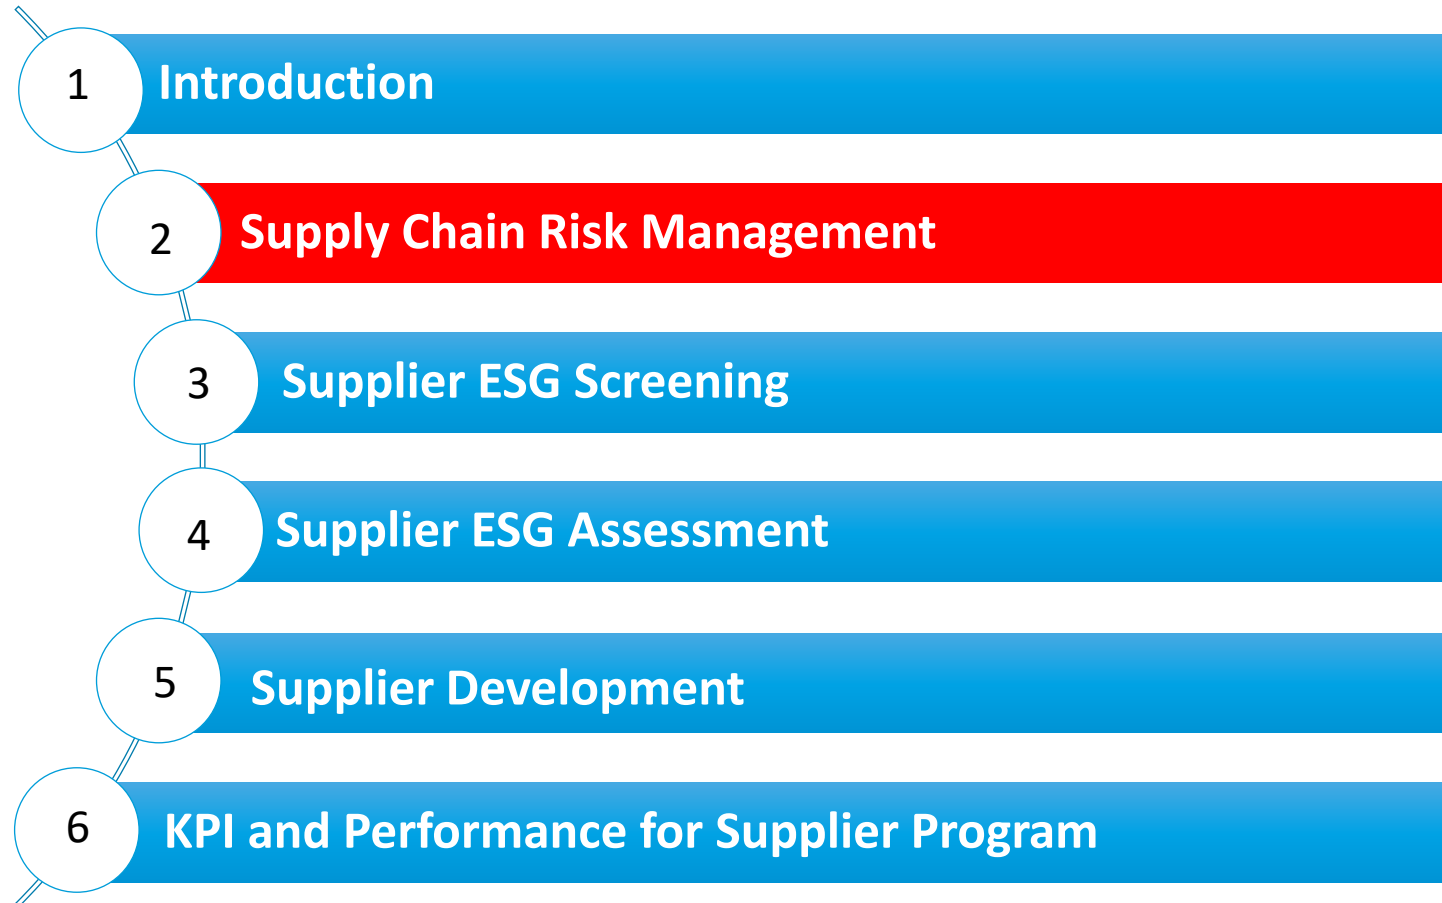 1 Introduction
2 Supply Chain Risk Management
3 Supplier ESG Screening
4 Supplier ESG Assessment
5 Supplier Development
6 KPI and Performance for Supplier Program